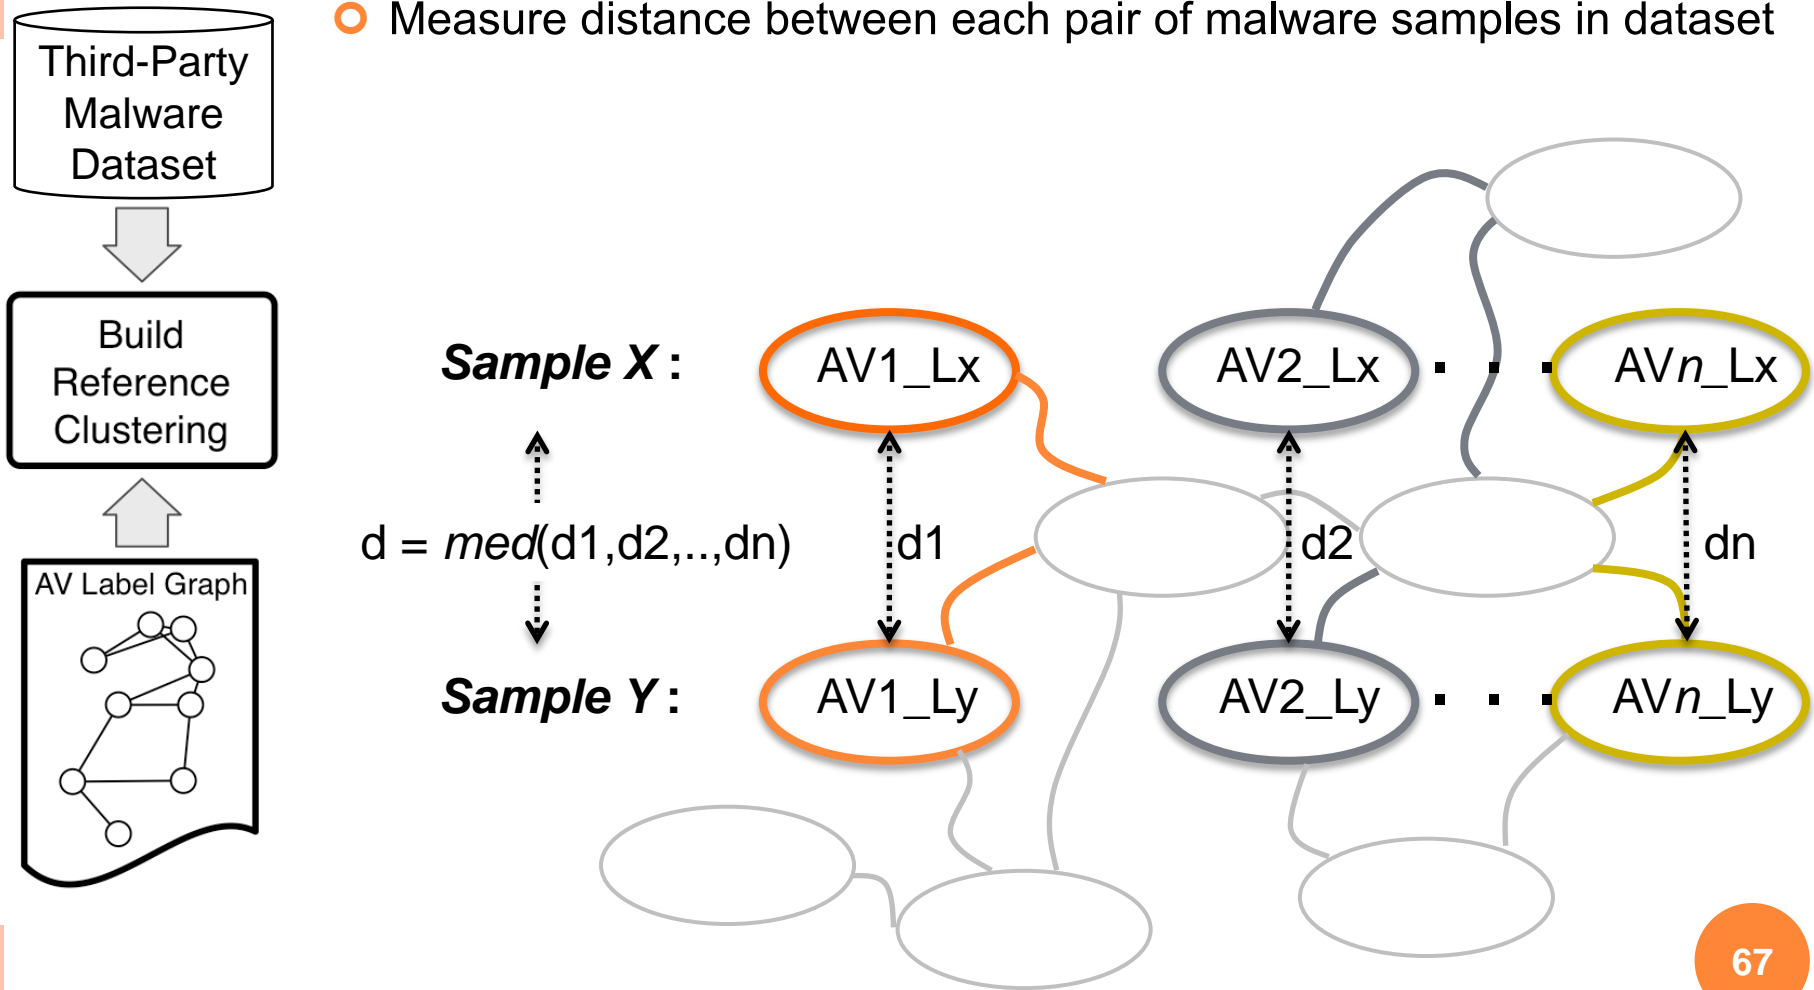 Measure distance between each pair of malware samples in dataset
Third-Party
Malware
Dataset
Build
Reference
Clustering
AV Label Graph
Sample X : AV1_Lx AV2_Lx . . . AVn_Lx
d = med(d1,d2,..,dn) d1 d2 dn
Sample Y : AV1_Ly AV2_Ly . . . AVn_Ly
67